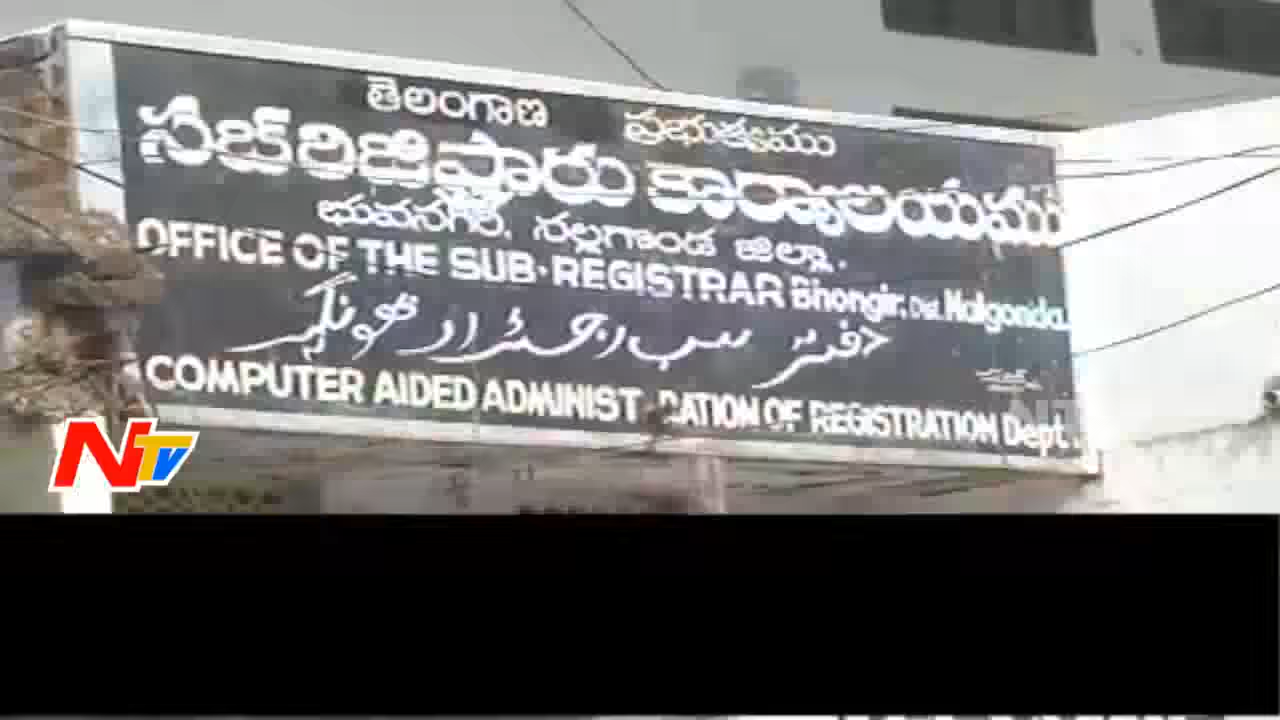 తెలంగాణ ప్రభుత్వము
సబ్ రిజిష్ట్రారు కార్యాలయము
భువనగిరి, నల్లగొండ జిల్లా.
OFFICE OF THE SUB-REGISTRAR Bhongir, Dist. Nalgonda.
دفتر سب رجسٹرار بھونگیر
COMPUTER AIDED ADMINIST RATION OF REGISTRATION Dept.
NTV